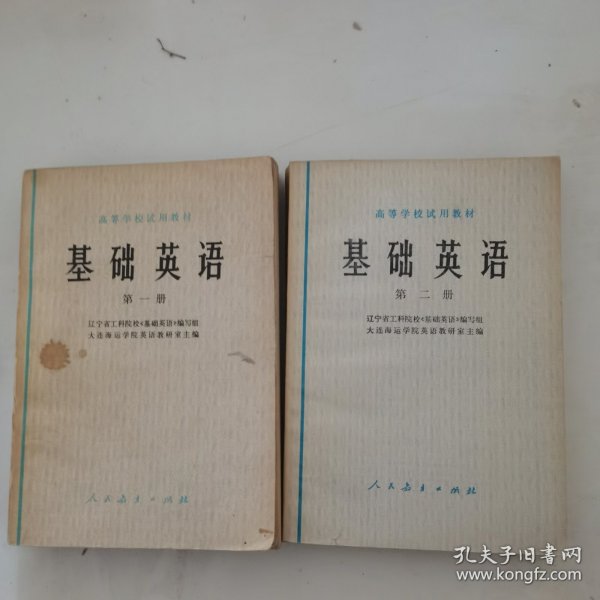 高等学校试用教材
基础英语
第一册
辽宁省工科院校《基础英语》编写组
大连海运学院英语教研室主编
人民教育出版社
高等学校试用教材
基础英语
第二册
辽宁省工科院校《基础英语》编写组
大连海运学院英语教研室主编
人民教育出版社
孔夫子旧书网
www.kongfz.com